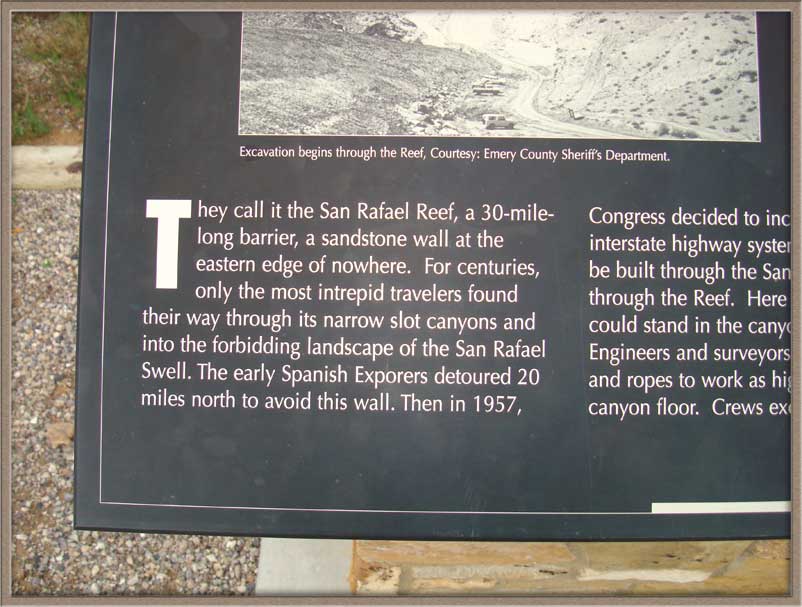 Excavation begins through the Reef, Courtesy: Emery County Sheriff's Department.
They call it the San Rafael Reef, a 30-mile-
long barrier, a sandstone wall at the
eastern edge of nowhere. For centuries,
only the most intrepid travelers found
their way through its narrow slot canyons and
into the forbidding landscape of the San Rafael
Swell. The early Spanish Exporers detoured 20
miles north to avoid this wall. Then in 1957,
Congress decided to
interstate highway
be built through the San
through the Reef. Here
could stand in the
Engineers and surveyors
and ropes to work as
canyon floor. Crews